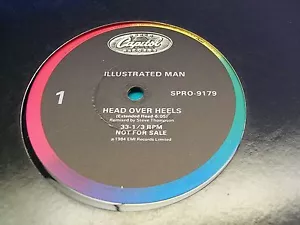 Capitol
ILLUSTRATED MAN
SPRO-9179
1
HEAD OVER HEELS
(Extended Head 6:05)
Remixed by Steve Thompson
33-1/3 RPM
NOT FOR SALE
℗ 1984 EMI Records Limited